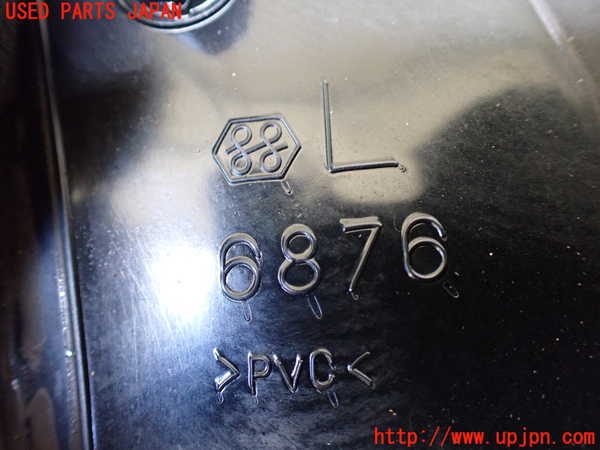 USED PARTS JAPAN
L
6876
>PVC<
http://www.upjpn.com